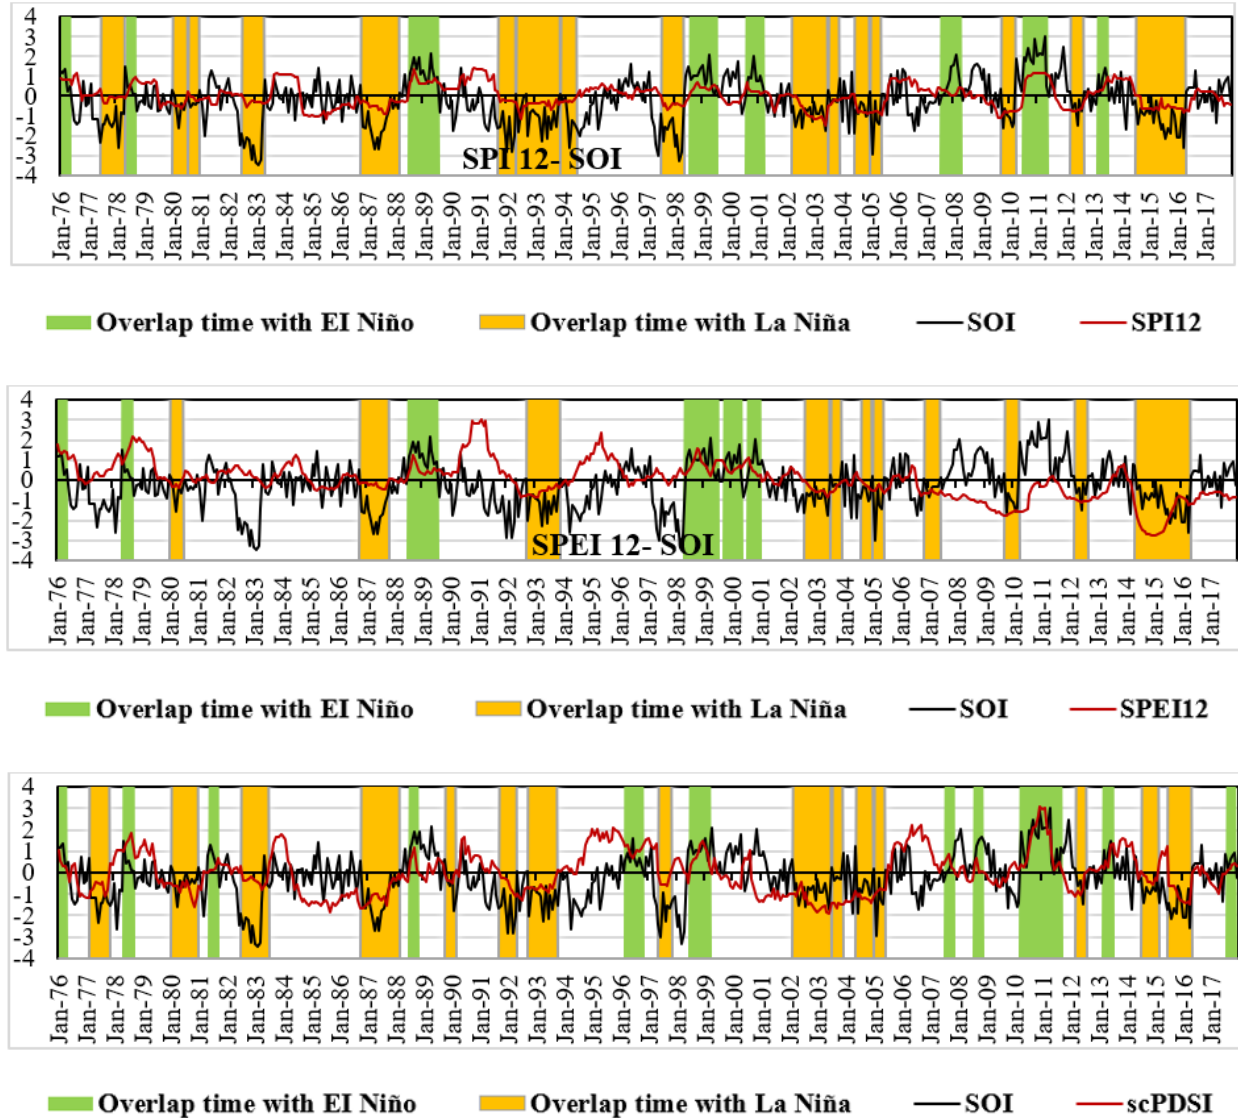 4
3
2
1
0
-1
-2
-3
-4
SPI 12- SOI
Jan-76
Jan-77
Jan-78
Jan-79
Jan-80
Jan-81
Jan-82
Jan-83
Jan-84
Jan-85
Jan-86
Jan-87
Jan-88
Jan-89
Jan-90
Jan-91
Jan-92
Jan-93
Jan-94
Jan-95
Jan-96
Jan-97
Jan-98
Jan-99
Jan-00
Jan-01
Jan-02
Jan-03
Jan-04
Jan-05
Jan-06
Jan-07
Jan-08
Jan-09
Jan-10
Jan-11
Jan-12
Jan-13
Jan-14
Jan-15
Jan-16
Jan-17
Overlap time with EI Niño Overlap time with La Niña SOI SPI12
4
3
2
1
0
-1
-2
-3
-4
SPEI 12- SOI
Jan-76
Jan-77
Jan-78
Jan-79
Jan-80
Jan-81
Jan-82
Jan-83
Jan-84
Jan-85
Jan-86
Jan-87
Jan-88
Jan-89
Jan-90
Jan-91
Jan-92
Jan-93
Jan-94
Jan-95
Jan-96
Jan-97
Jan-98
Jan-99
Jan-00
Jan-01
Jan-02
Jan-03
Jan-04
Jan-05
Jan-06
Jan-07
Jan-08
Jan-09
Jan-10
Jan-11
Jan-12
Jan-13
Jan-14
Jan-15
Jan-16
Jan-17
Overlap time with EI Niño Overlap time with La Niña SOI SPEI12
4
3
2
1
0
-1
-2
-3
-4
Jan-76
Jan-77
Jan-78
Jan-79
Jan-80
Jan-81
Jan-82
Jan-83
Jan-84
Jan-85
Jan-86
Jan-87
Jan-88
Jan-89
Jan-90
Jan-91
Jan-92
Jan-93
Jan-94
Jan-95
Jan-96
Jan-97
Jan-98
Jan-99
Jan-00
Jan-01
Jan-02
Jan-03
Jan-04
Jan-05
Jan-06
Jan-07
Jan-08
Jan-09
Jan-10
Jan-11
Jan-12
Jan-13
Jan-14
Jan-15
Jan-16
Jan-17
Overlap time with EI Niño Overlap time with La Niña SOI scPDSI